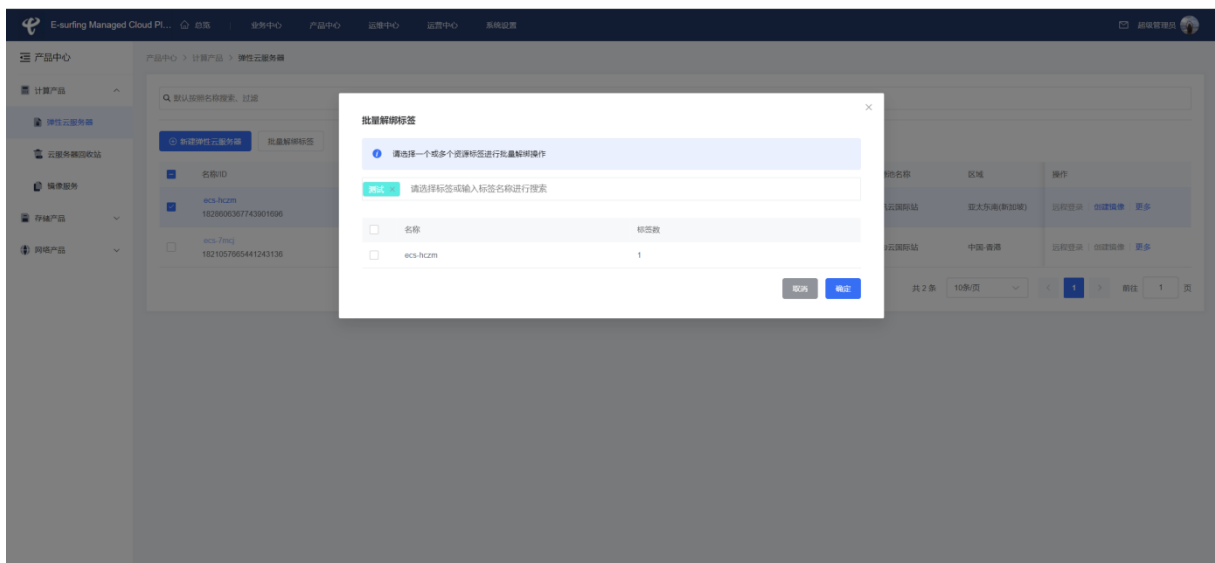 E-surfing Managed Cloud Pl... 总览 业务中心 产品中心 运维中心 运营中心 系统设置 超级管理员
产品中心
产品中心 > 计算产品 > 弹性云服务器
计算产品
弹性云服务器
云服务器回收站
镜像服务
存储产品
网络产品
默认按照名称搜索、过滤
新建弹性云服务器 批量解绑标签
名称/ID 区域 操作
ecs-hczm
1828606367743901696
云国际站 亚太东南(新加坡) 远程登录 创建镜像 更多
ecs-7mcj
1821057665441243136
云国际站 中国-香港 远程登录 创建镜像 更多
共 2 条 10条/页 < 1 > 前往 1 页
批量解绑标签
请选择一个或多个资源标签进行批量解绑操作
测试 × 请选择标签或输入标签名称进行搜索
名称 标签数
ecs-hczm 1
取消 确定